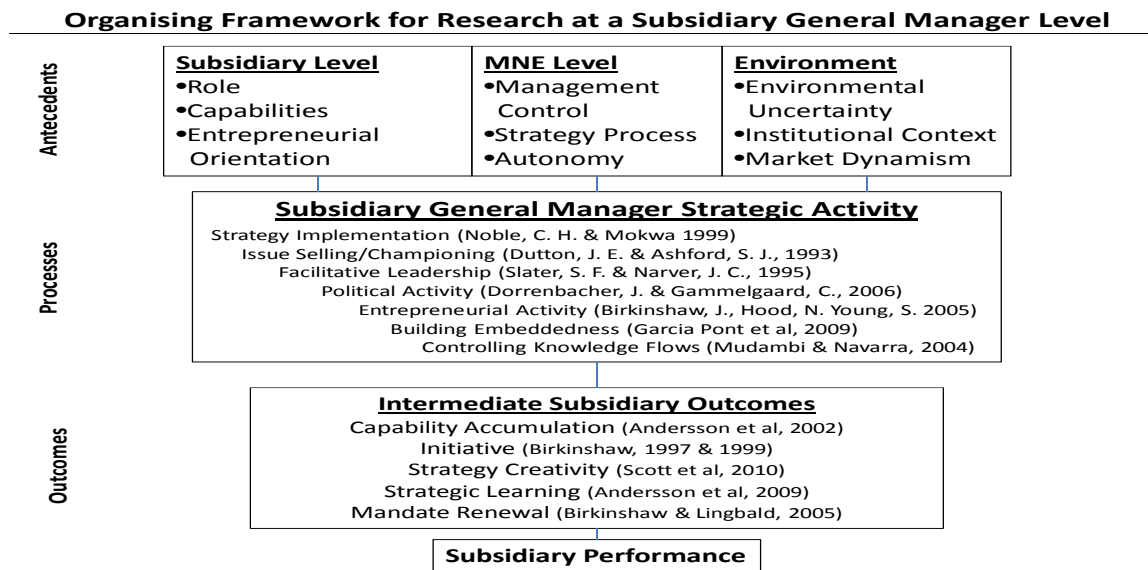 Organising Framework for Research at a Subsidiary General Manager Level
Antecedents
Subsidiary Level
•Role
•Capabilities
•Entrepreneurial
Orientation
MNE Level
•Management
Control
•Strategy Process
•Autonomy
Environment
•Environmental
Uncertainty
•Institutional Context
•Market Dynamism
Processes
Subsidiary General Manager Strategic Activity
Strategy Implementation (Noble, C. H. & Mokwa 1999)
Issue Selling/Championing (Dutton, J. E. & Ashford, S. J., 1993)
Facilitative Leadership (Slater, S. F. & Narver, J. C., 1995)
Political Activity (Dorrenbacher, J. & Gammelgaard, C., 2006)
Entrepreneurial Activity (Birkinshaw, J., Hood, N. Young, S. 2005)
Building Embeddedness (Garcia Pont et al, 2009)
Controlling Knowledge Flows (Mudambi & Navarra, 2004)
Outcomes
Intermediate Subsidiary Outcomes
Capability Accumulation (Andersson et al, 2002)
Initiative (Birkinshaw, 1997 & 1999)
Strategy Creativity (Scott et al, 2010)
Strategic Learning (Andersson et al, 2009)
Mandate Renewal (Birkinshaw & Lingbald, 2005)
Subsidiary Performance